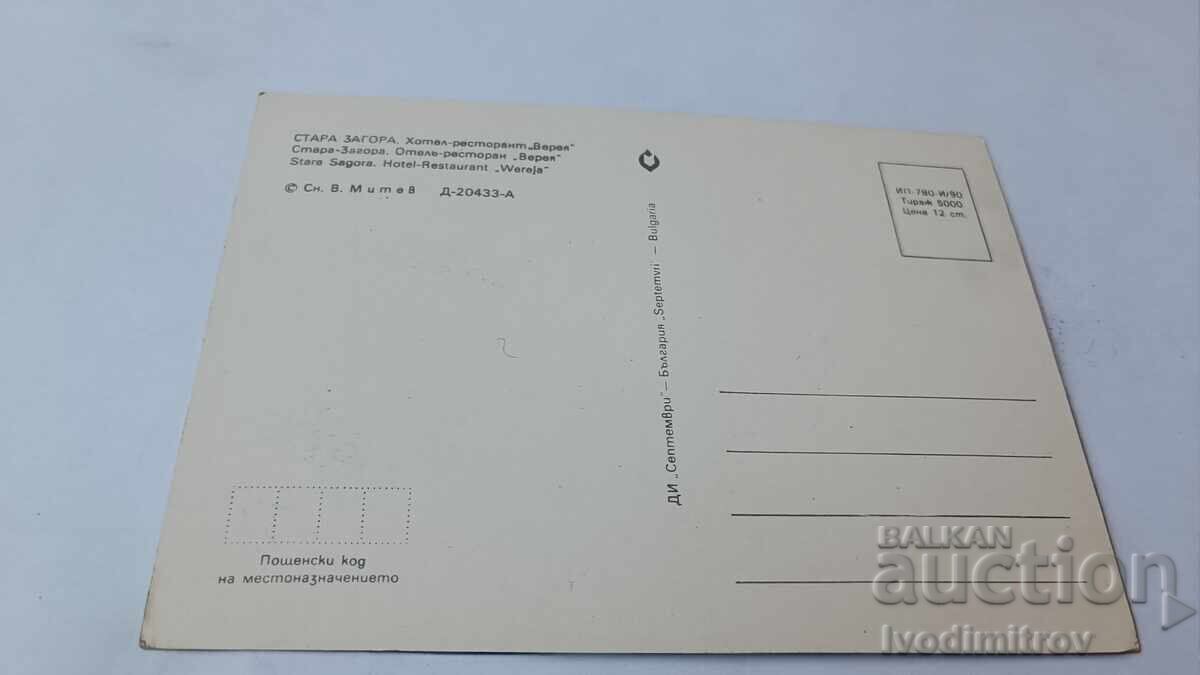 СТАРА ЗАГОРА. Хотел-ресторант „Верея"
Стара-Загора. Отель-ресторан „Верея"
Stara Sagora. Hotel-Restaurant „Wereja"
© Сн. В. Митев Д-20433-А
ДИ „Септември" — България „Septemvri" — Bulgaria
ИП-780-И/90
Тираж 5000
Цена 12 ст.
Пощенски код
на местоназначението
BALKAN
auction
Ivodimitrov